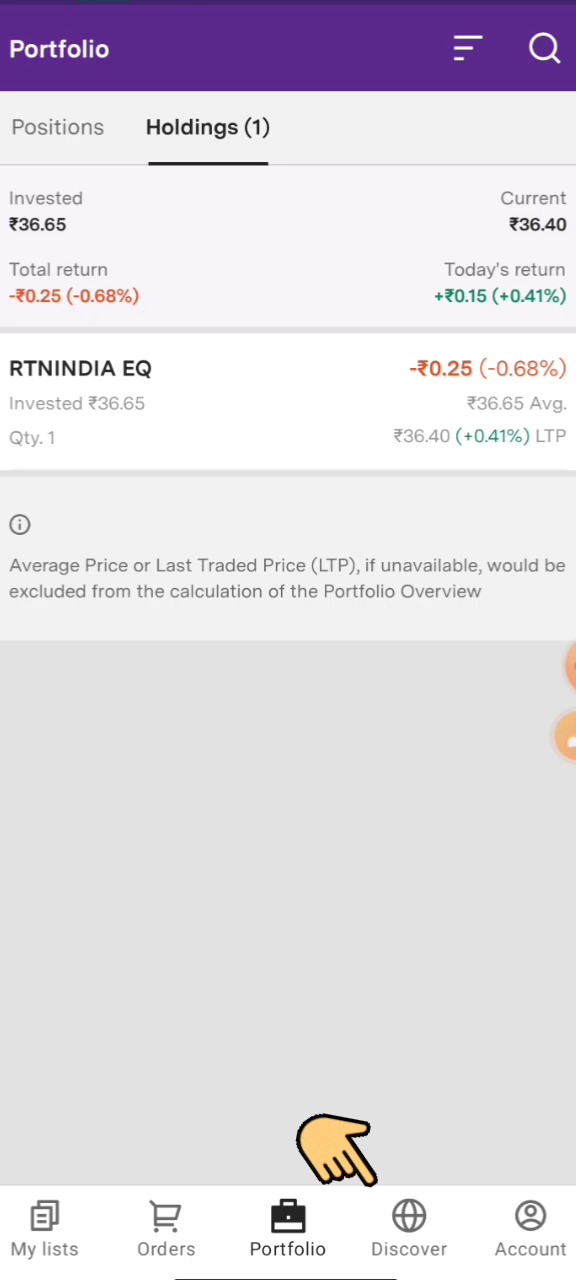 Portfolio
Positions Holdings (1)
Invested Current
₹36.65 ₹36.40
Total return Today's return
-₹0.25 (-0.68%) +₹0.15 (+0.41%)
RTNINDIA EQ -₹0.25 (-0.68%)
Invested ₹36.65 ₹36.65 Avg.
Qty. 1 ₹36.40 (+0.41%) LTP
Average Price or Last Traded Price (LTP), if unavailable, would be
excluded from the calculation of the Portfolio Overview
My lists Orders Portfolio Discover Account